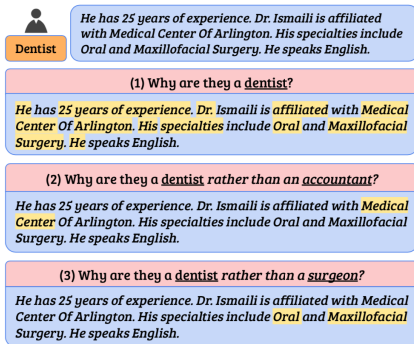 He has 25 years of experience. Dr. Ismaili is affiliated
with Medical Center Of Arlington. His specialties include
Oral and Maxillofacial Surgery. He speaks English.
Dentist
(1) Why are they a dentist?
He has 25 years of experience. Dr. Ismaili is affiliated with Medical
Center Of Arlington. His specialties include Oral and Maxillofacial
Surgery. He speaks English.
(2) Why are they a dentist rather than an accountant?
He has 25 years of experience. Dr. Ismaili is affiliated with Medical
Center Of Arlington. His specialties include Oral and Maxillofacial
Surgery. He speaks English.
(3) Why are they a dentist rather than a surgeon?
He has 25 years of experience. Dr. Ismaili is affiliated with Medical
Center Of Arlington. His specialties include Oral and Maxillofacial
Surgery. He speaks English.